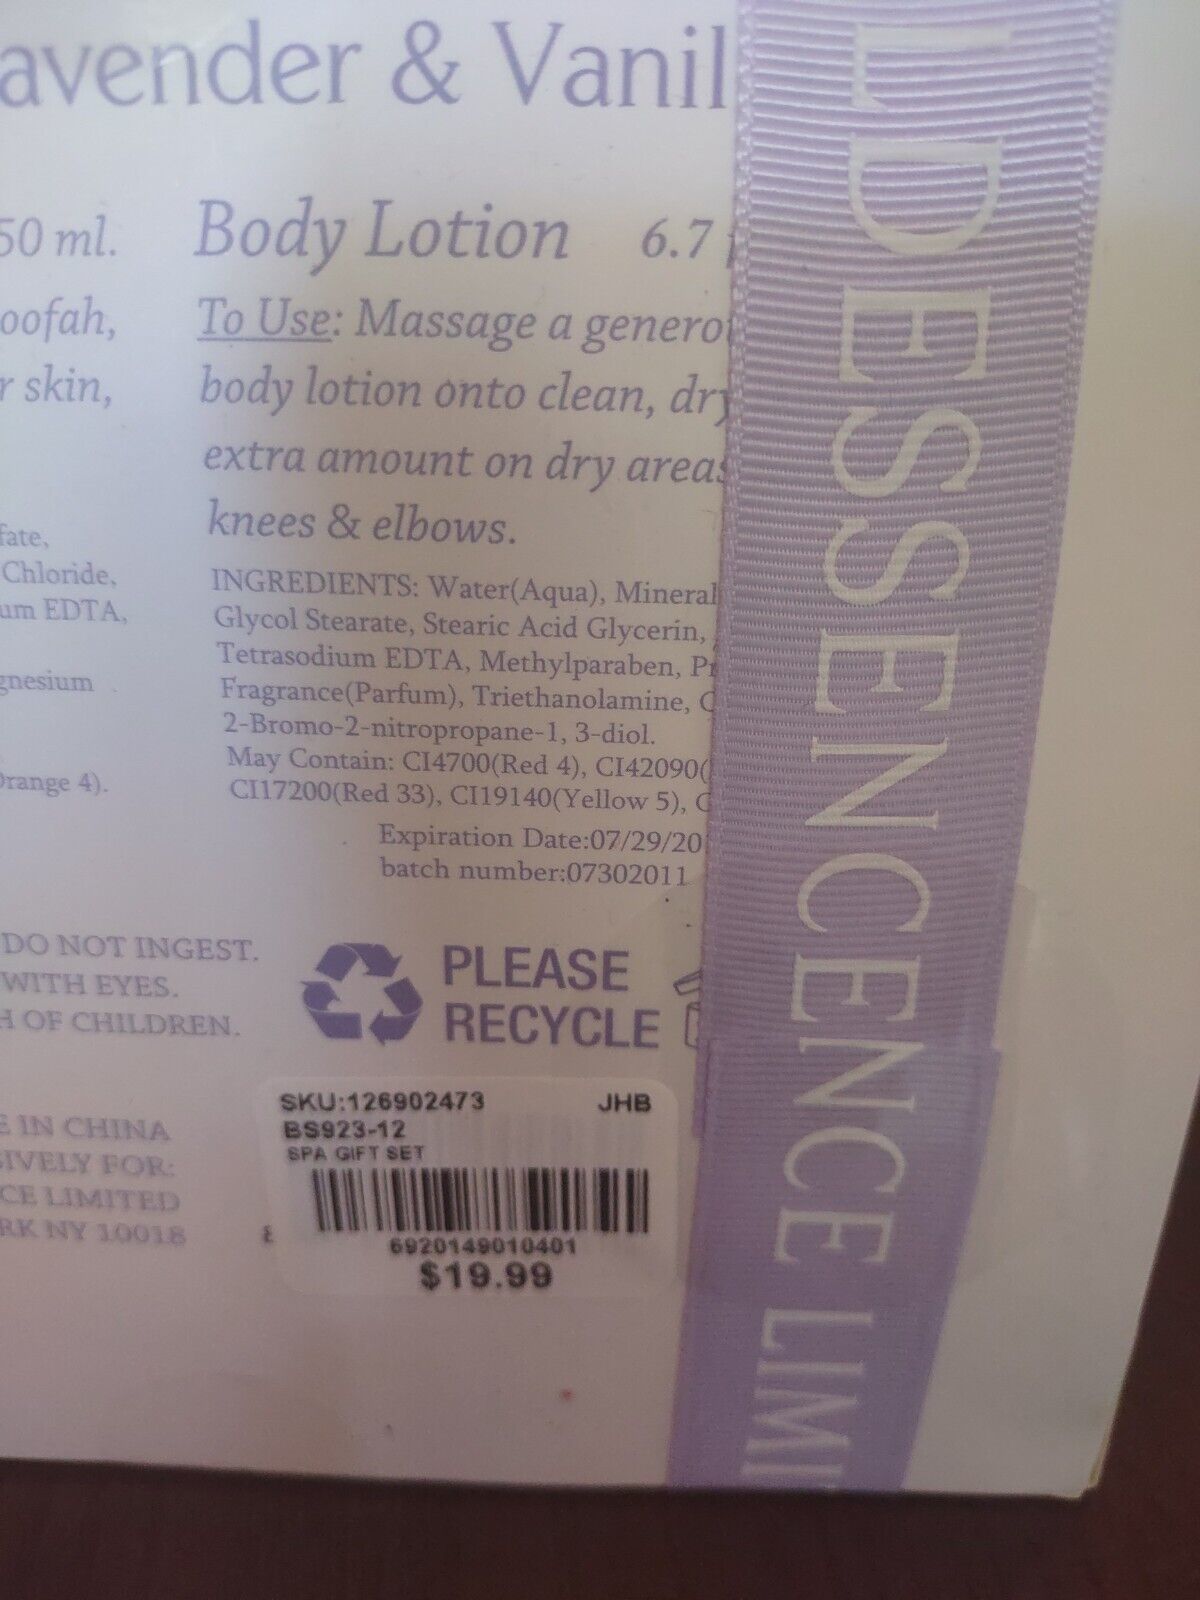 avender & Vanil
50 ml.
oofah,
r skin,
fate,
Chloride,
um EDTA,
gnesium
Orange 4).
Body Lotion 6.7
To Use: Massage a genero
body lotion onto clean, dry
extra amount on dry areas
knees & elbows.
INGREDIENTS: Water(Aqua), Mineral
Glycol Stearate, Stearic Acid Glycerin,
Tetrasodium EDTA, Methylparaben, Pr
Fragrance(Parfum), Triethanolamine, C
2-Bromo-2-nitropropane-1, 3-diol.
May Contain: CI4700(Red 4), CI42090(
CI17200(Red 33), CI19140(Yellow 5), C
Expiration Date:07/29/20
batch number:07302011
DO NOT INGEST.
WITH EYES.
H OF CHILDREN.
PLEASE
RECYCLE
E IN CHINA
SIVELY FOR:
CE LIMITED
RK NY 10018
SKU:126902473 JHB
BS923-12
SPA GIFT SET
6920149010401
$19.99
LDESSENCENCE LIMI